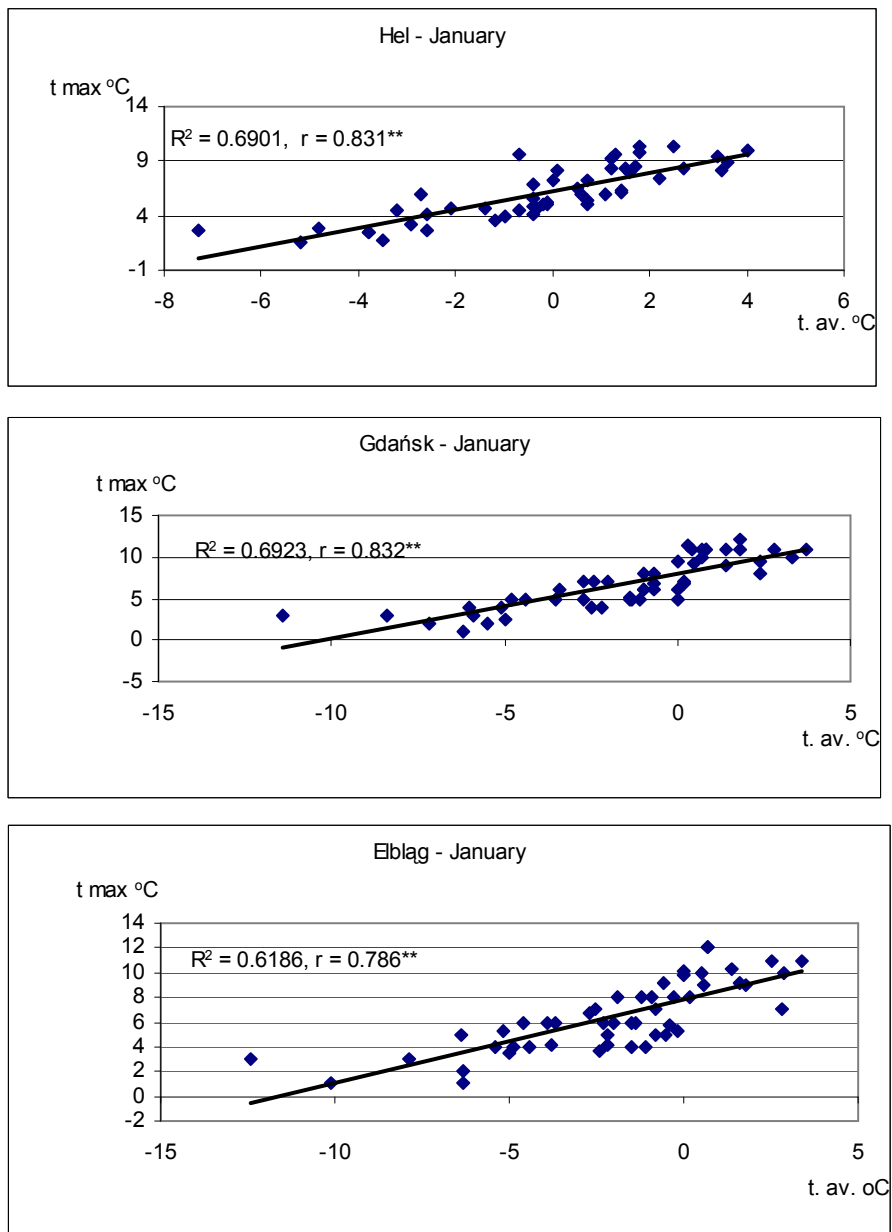 Hel - January
t max °C
R² = 0.6901, r = 0.831**
14
9
4
-1
-8 -6 -4 -2 0 2 4 6
t. av. °C
Gdańsk - January
t max °C
R² = 0.6923, r = 0.832**
15
10
5
0
-5
-15 -10 -5 0 5
t. av. °C
Elbląg - January
t max °C
R² = 0.6186, r = 0.786**
14
12
10
8
6
4
2
0
-2
-15 -10 -5 0 5
t. av. oC